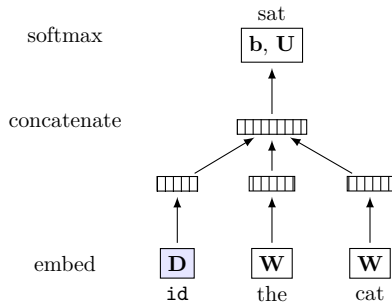 sat
softmax b, U
concatenate
embed D W W
id the cat